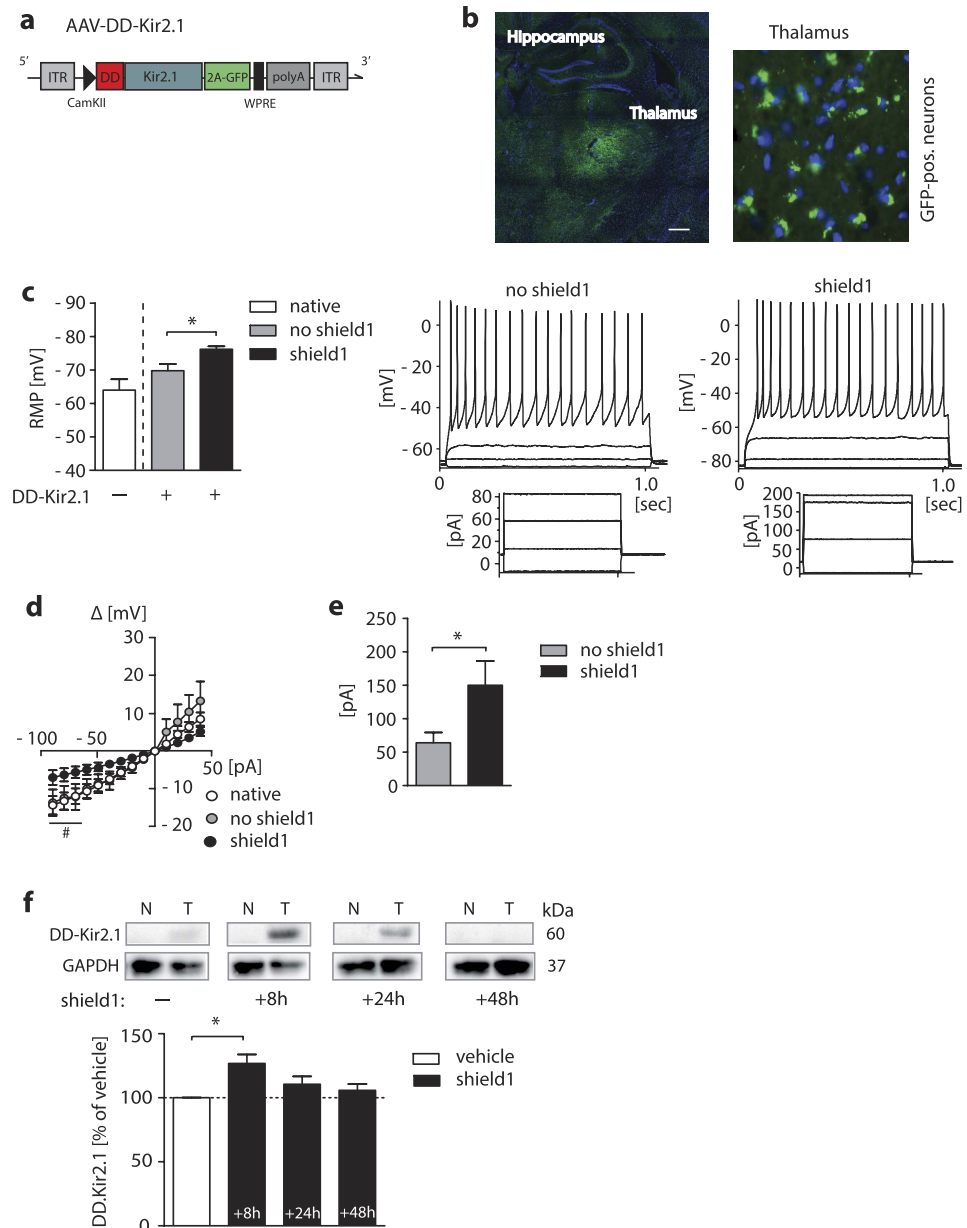 a
AAV-DD-Kir2.1
5′ ITR DD Kir2.1 2A-GFP polyA ITR 3′
CamKII WPRE
b
Hippocampus
Thalamus
Thalamus
GFP-pos. neurons
c
RMP [mV]
- 90
- 80
- 70
- 60
- 50
- 40
*
DD-Kir2.1 — + +
native
no shield1
shield1
no shield1
[mV]
0
- 20
- 40
- 60
0 1.0
[sec]
[pA]
80
60
20
0
shield1
[mV]
0
- 20
- 40
- 60
- 80
0 1.0
[sec]
[pA]
200
150
100
50
0
d
Δ [mV]
30
20
10
- 100 - 50
50 [pA]
- 10
- 20
#
native
no shield1
shield1
e
[pA]
250
200
150
100
50
0
*
no shield1
shield1
f
N T N T N T N T kDa
DD-Kir2.1 60
GAPDH 37
shield1: — +8h +24h +48h
DD.Kir2.1 [% of vehicle]
150
100
50
0
*
+8h +24h +48h
vehicle
shield1